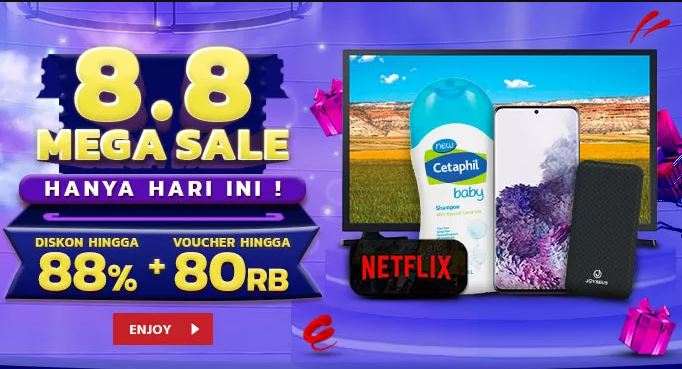 8.8
MEGA SALE
HANYA HARI INI !
DISKON HINGGA
88%
+
VOUCHER HINGGA
80RB
ENJOY
new
Cetaphil
baby
Shampoo
NETFLIX
JOYSEUS